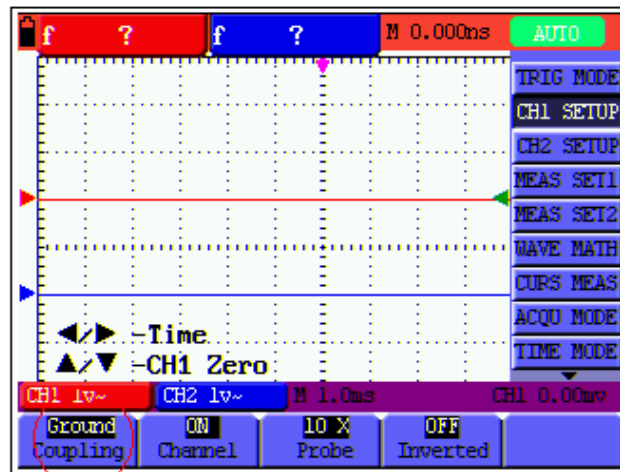 f ? f ? M 0.000ns AUTO
TRIG MODE
CH1 SETUP
CH2 SETUP
MEAS SET1
MEAS SET2
WAVE MATH
CURS MEAS
ACQU MODE
TIME MODE
◀/▶ -Time
▲/▼ -CH1 Zero
CH1 1v~ CH2 1v~ M 1.0ms CH1 0.00mv
Ground ON 10 X OFF
Coupling Channel Probe Inverted